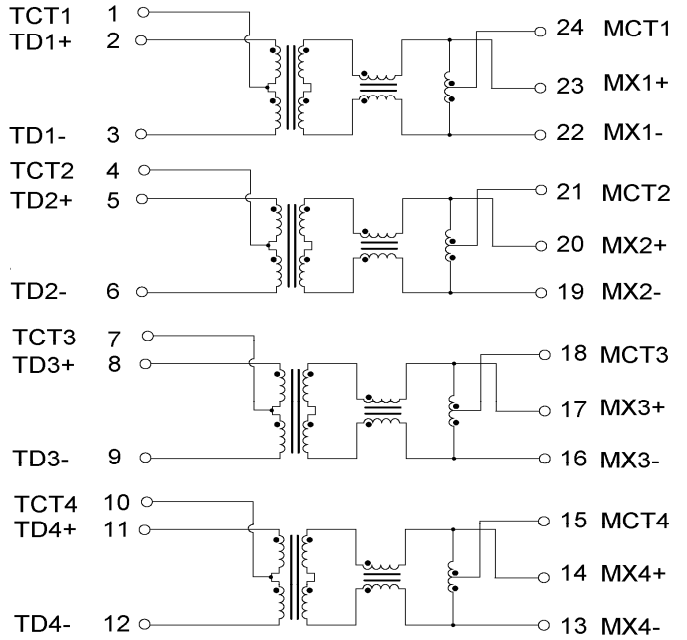 TCT1 1 24 MCT1
TD1+ 2
23 MX1+
TD1- 3 22 MX1-
TCT2 4 21 MCT2
TD2+ 5
20 MX2+
TD2- 6 19 MX2-
TCT3 7 18 MCT3
TD3+ 8
17 MX3+
TD3- 9 16 MX3-
TCT4 10 15 MCT4
TD4+ 11
14 MX4+
TD4- 12 13 MX4-